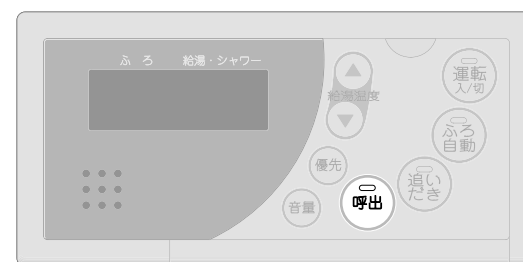 ふろ 給湯・シャワー
給湯温度
運転
入/切
ふろ
自動
優先
追い
だき
音量
呼出